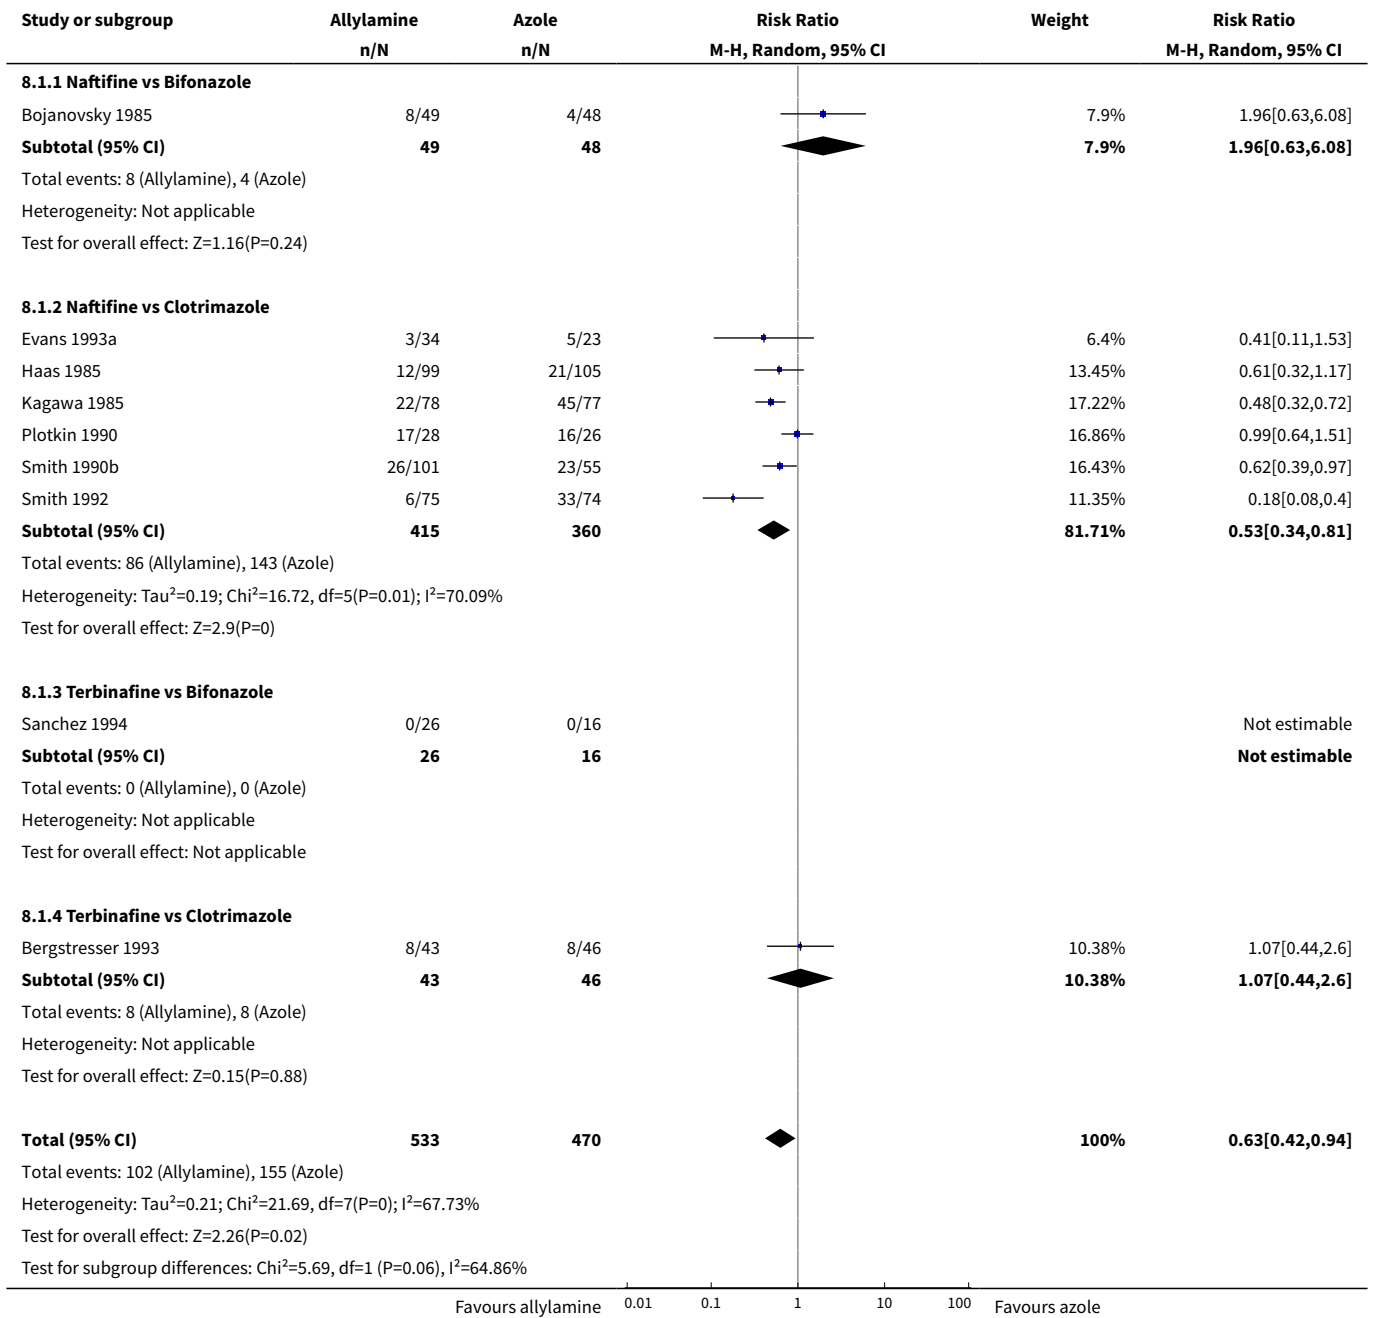 Study or subgroup Allylamine Azole Risk Ratio Weight Risk Ratio
n/N n/N M-H, Random, 95% CI M-H, Random, 95% CI
8.1.1 Naftifine vs Bifonazole
Bojanovsky 1985 8/49 4/48 7.9% 1.96[0.63,6.08]
Subtotal (95% CI) 49 48 7.9% 1.96[0.63,6.08]
Total events: 8 (Allylamine), 4 (Azole)
Heterogeneity: Not applicable
Test for overall effect: Z=1.16(P=0.24)
8.1.2 Naftifine vs Clotrimazole
Evans 1993a 3/34 5/23 6.4% 0.41[0.11,1.53]
Haas 1985 12/99 21/105 13.45% 0.61[0.32,1.17]
Kagawa 1985 22/78 45/77 17.22% 0.48[0.32,0.72]
Plotkin 1990 17/28 16/26 16.86% 0.99[0.64,1.51]
Smith 1990b 26/101 23/55 16.43% 0.62[0.39,0.97]
Smith 1992 6/75 33/74 11.35% 0.18[0.08,0.4]
Subtotal (95% CI) 415 360 81.71% 0.53[0.34,0.81]
Total events: 86 (Allylamine), 143 (Azole)
Heterogeneity: Tau²=0.19; Chi²=16.72, df=5(P=0.01); I²=70.09%
Test for overall effect: Z=2.9(P=0)
8.1.3 Terbinafine vs Bifonazole
Sanchez 1994 0/26 0/16 Not estimable
Subtotal (95% CI) 26 16 Not estimable
Total events: 0 (Allylamine), 0 (Azole)
Heterogeneity: Not applicable
Test for overall effect: Not applicable
8.1.4 Terbinafine vs Clotrimazole
Bergstresser 1993 8/43 8/46 10.38% 1.07[0.44,2.6]
Subtotal (95% CI) 43 46 10.38% 1.07[0.44,2.6]
Total events: 8 (Allylamine), 8 (Azole)
Heterogeneity: Not applicable
Test for overall effect: Z=0.15(P=0.88)
Total (95% CI) 533 470 100% 0.63[0.42,0.94]
Total events: 102 (Allylamine), 155 (Azole)
Heterogeneity: Tau²=0.21; Chi²=21.69, df=7(P=0); I²=67.73%
Test for overall effect: Z=2.26(P=0.02)
Test for subgroup differences: Chi²=5.69, df=1 (P=0.06), I²=64.86%
Favours allylamine 0.01 0.1 1 10 100 Favours azole